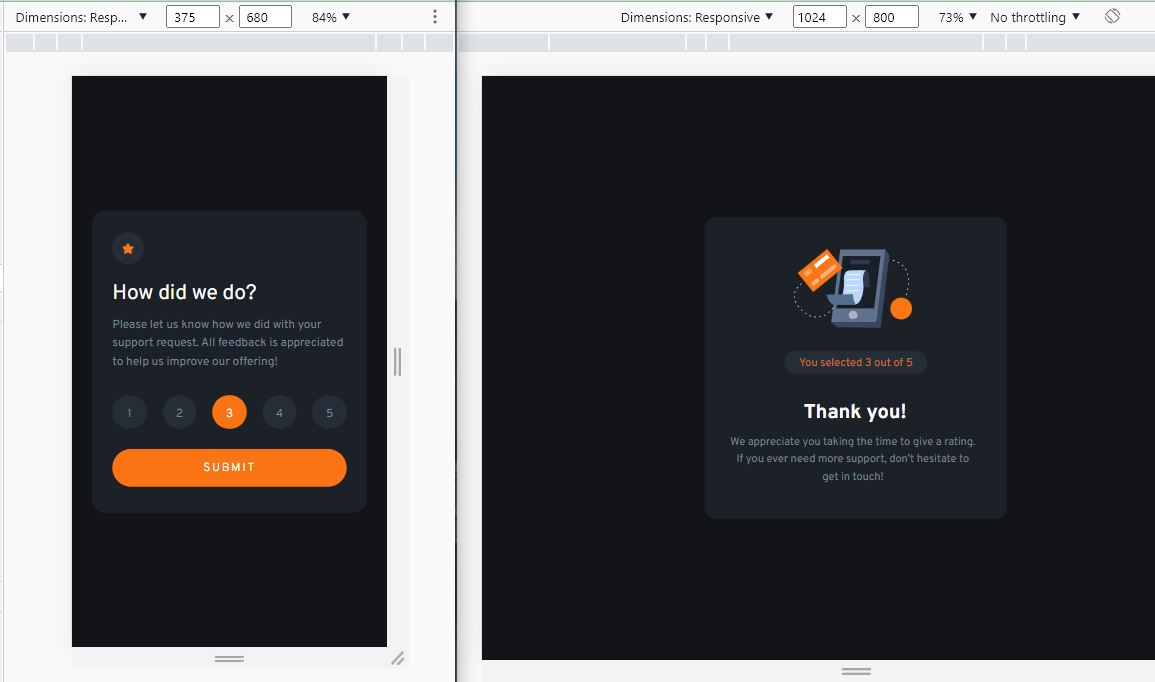 Dimensions: Resp... ▼ 375 × 680 84% ▼
How did we do?
Please let us know how we did with your
support request. All feedback is appreciated
to help us improve our offering!
1 2 3 4 5
SUBMIT
Dimensions: Responsive ▼ 1024 × 800 73% ▼ No throttling ▼
You selected 3 out of 5
Thank you!
We appreciate you taking the time to give a rating.
If you ever need more support, don't hesitate to
get in touch!